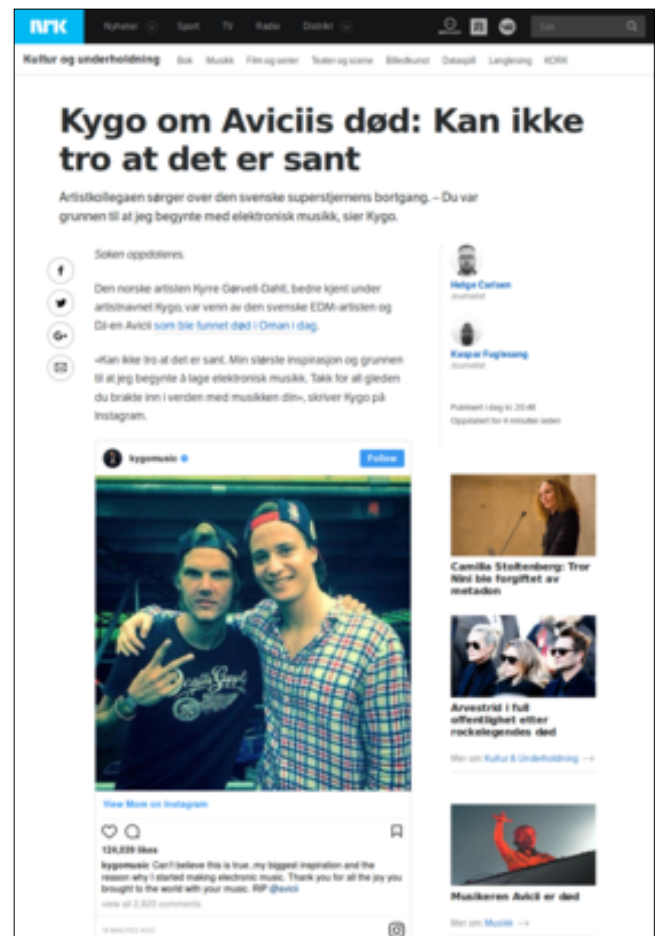 NRK
Nyheter Sport TV Radio Distrikt
Søk
Kultur og underholdning Bok Musikk Film og serier Teater og scene Billedkunst Dataspill Langlesing KORK
Kygo om Aviciis død: Kan ikke
tro at det er sant
Artistkollegaen sørger over den svenske superstjernens bortgang. – Du var
grunnen til at jeg begynte med elektronisk musikk, sier Kygo.
Saken oppdateres.
Den norske artisten Kyrre Gørvell-Dahll, bedre kjent under
artistnavnet Kygo, var venn av den svenske EDM-artisten og
DJ-en Avicii som ble funnet død i Oman i dag.
«Kan ikke tro at det er sant. Min største inspirasjon og grunnen
til at jeg begynte å lage elektronisk musikk. Takk for all gleden
du brakte inn i verden med musikken din», skriver Kygo på
Instagram.
kygomusic Follow
View More on Instagram
124,039 likes
kygomusic Can't believe this is true..my biggest inspiration and the
reason why I started making electronic music. Thank you for all the joy you
brought to the world with your music. RIP @avicii
view all 2,820 comments
MINUTES AGO
Helge Carlsen
Journalist
Kaspar Fuglesang
Journalist
Publisert i dag kl. 20:48
Oppdatert for 4 minutter siden
Camilla Stoltenberg: Tror
Nini ble forgiftet av
metadon
Arvestrid i full
offentlighet etter
rockelegendes død
Mer om: Kultur & Underholdning →
Musikeren Avicii er død
Mer om: Musikk →